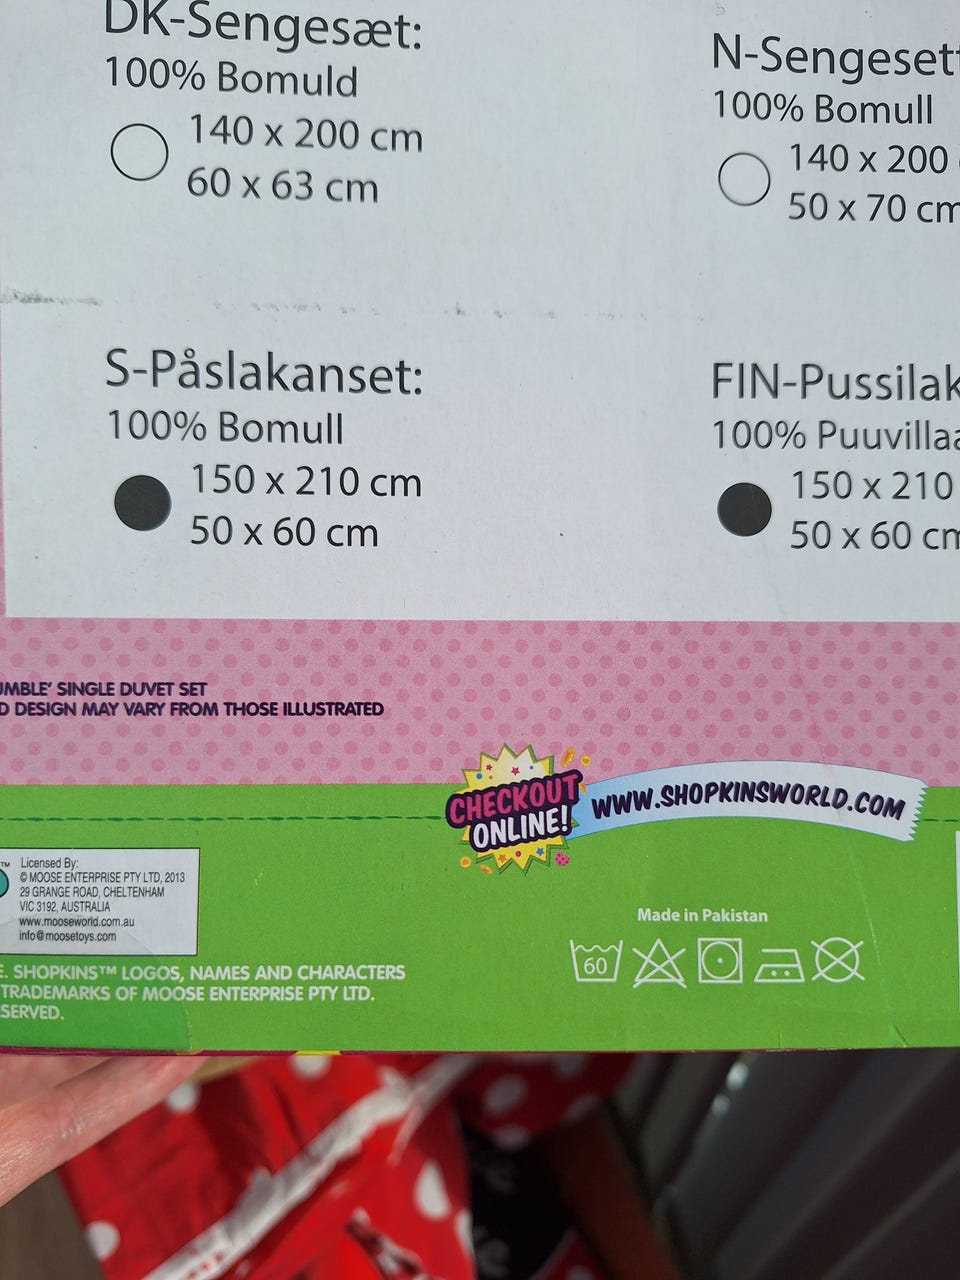 DK-Sengesæt:
100% Bomuld
140 x 200 cm
60 x 63 cm
N-Sengesett
100% Bomull
140 x 200
50 x 70 cm
S-Påslakanset:
100% Bomull
150 x 210 cm
50 x 60 cm
FIN-Pussilak
100% Puuvillaa
150 x 210
50 x 60 cm
UMBLE' SINGLE DUVET SET
D DESIGN MAY VARY FROM THOSE ILLUSTRATED
CHECKOUT
ONLINE!
WWW.SHOPKINSWORLD.COM
TM
Licensed By:
© MOOSE ENTERPRISE PTY LTD, 2013
29 GRANGE ROAD, CHELTENHAM
VIC 3192, AUSTRALIA
www.mooseworld.com.au
info@moosetoys.com
Made in Pakistan
60
E. SHOPKINS™ LOGOS, NAMES AND CHARACTERS
TRADEMARKS OF MOOSE ENTERPRISE PTY LTD.
SERVED.